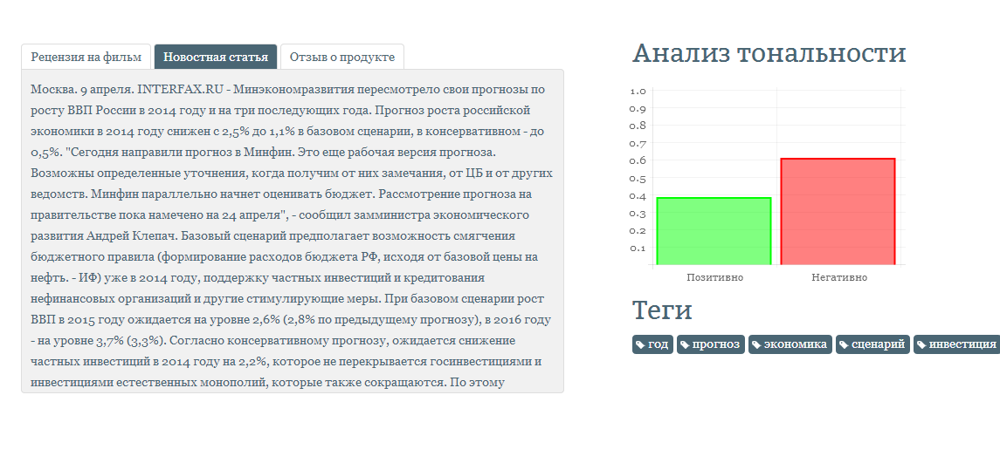 Рецензия на фильм
Новостная статья
Отзыв о продукте
Москва. 9 апреля. INTERFAX.RU - Минэкономразвития пересмотрело свои прогнозы по
росту ВВП России в 2014 году и на три последующих года. Прогноз роста российской
экономики в 2014 году снижен с 2,5% до 1,1% в базовом сценарии, в консервативном - до
0,5%. "Сегодня направили прогноз в Минфин. Это еще рабочая версия прогноза.
Возможны определенные уточнения, когда получим от них замечания, от ЦБ и от других
ведомств. Минфин параллельно начнет оценивать бюджет. Рассмотрение прогноза на
правительстве пока намечено на 24 апреля", - сообщил замминистра экономического
развития Андрей Клепач. Базовый сценарий предполагает возможность смягчения
бюджетного правила (формирование расходов бюджета РФ, исходя от базовой цены на
нефть. - ИФ) уже в 2014 году, поддержку частных инвестиций и кредитования
нефинансовых организаций и другие стимулирующие меры. При базовом сценарии рост
ВВП в 2015 году ожидается на уровне 2,6% (2,8% по предыдущему прогнозу), в 2016 году
- на уровне 3,7% (3,3%). Согласно консервативному прогнозу, ожидается снижение
частных инвестиций в 2014 году на 2,2%, которое не перекрывается госинвестициями и
инвестициями естественных монополий, которые также сокращаются. По этому
Анализ тональности
1.0
0.9
0.8
0.7
0.6
0.5
0.4
0.3
0.2
0.1
Позитивно
Негативно
Теги
год
прогноз
экономика
сценарий
инвестиция